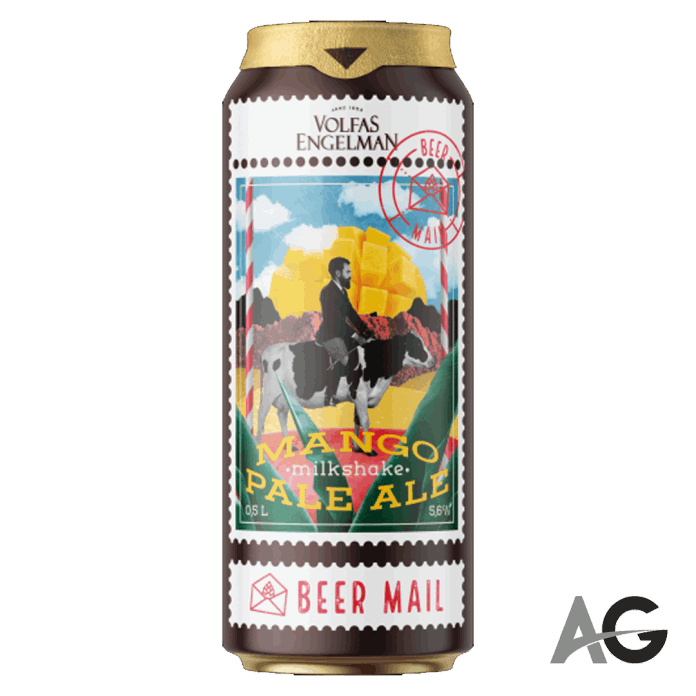 SINCE 1853
VOLFAS
ENGELMAN
BEER
MAIL
MANGO
·milkshake·
PALE ALE
0,5 L
5,6%
BEER MAIL
AG